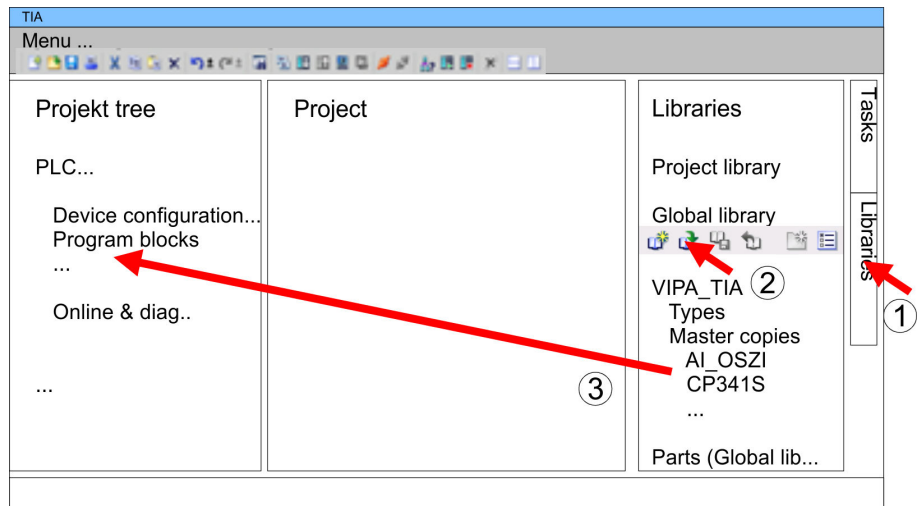 TIA
Menu ...
Projekt tree
PLC...
Device configuration...
Program blocks
...
Online & diag..
...
Project
③
Libraries
Project library
Global library
②
VIPA_TIA
Types
Master copies
AI_OSZI
CP341S
...
Parts (Global lib...
Tasks
Libraries
①